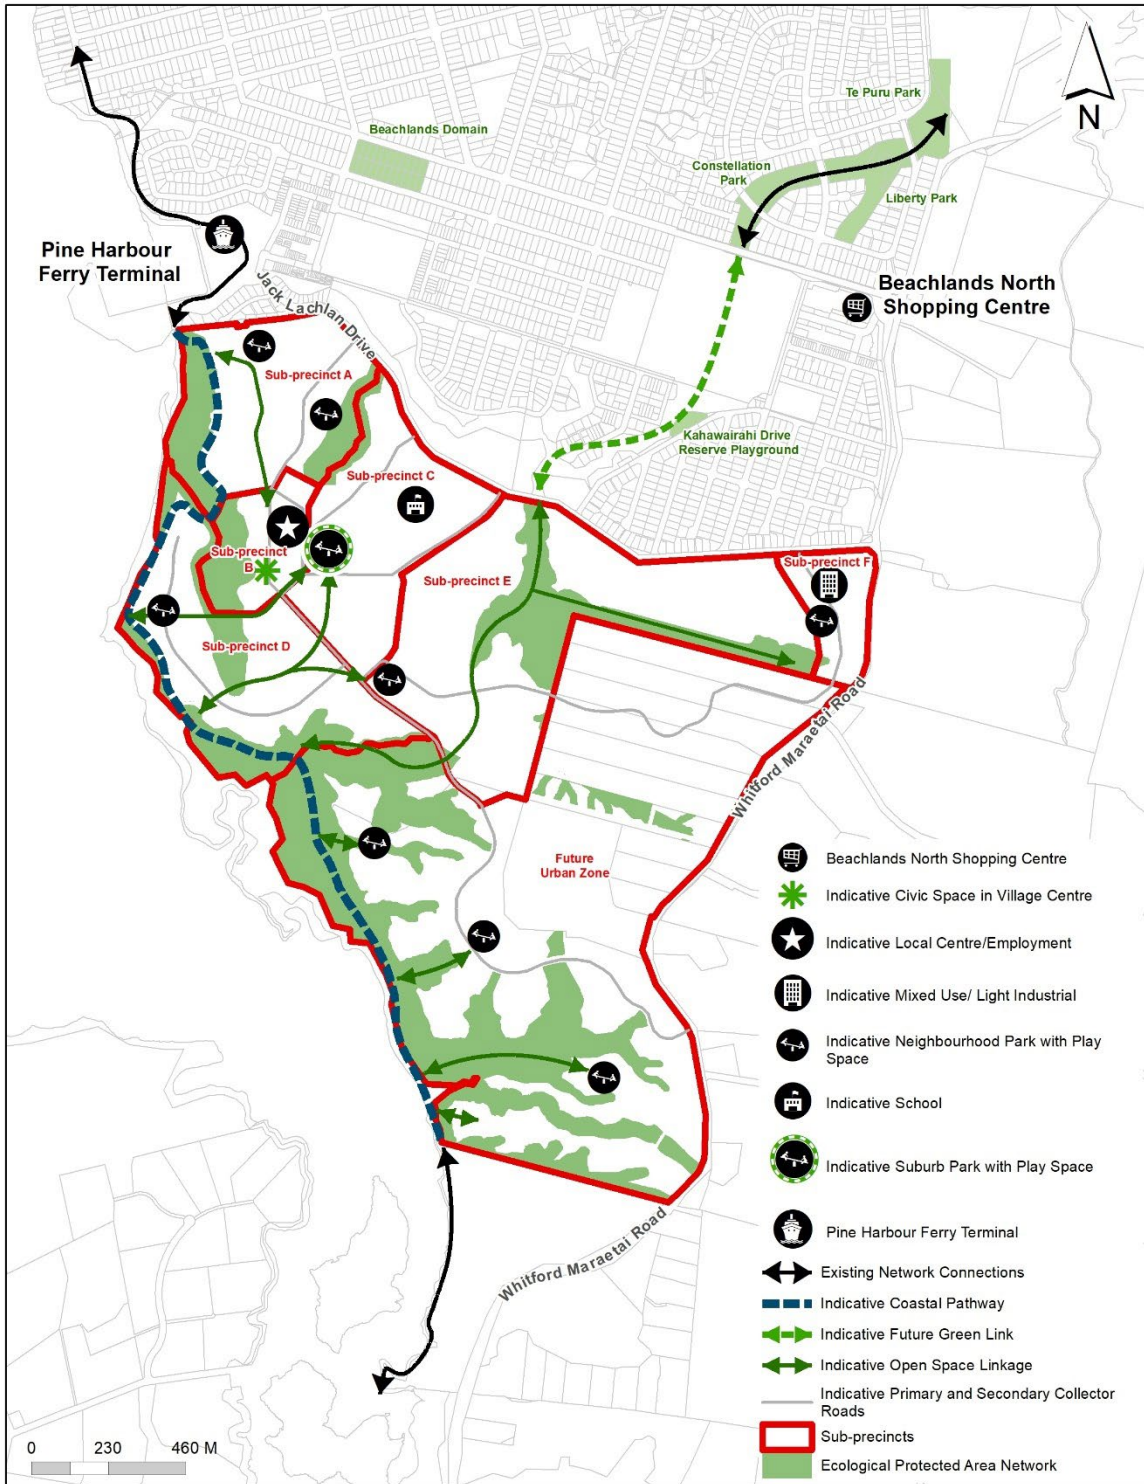 Te Puru Park
N
Beachlands Domain
Constellation
Park
Liberty Park
Pine Harbour
Ferry Terminal
Jack Lachlan Drive
Beachlands North
Shopping Centre
Sub-precinct A
Kahawairahi Drive
Reserve Playground
Sub-precinct C
Sub-precinct
B
Sub-precinct E
Sub-precinct F
Sub-precinct D
Whitford Maraetai Road
Future
Urban Zone
Whitford Maraetai Road
Beachlands North Shopping Centre
Indicative Civic Space in Village Centre
Indicative Local Centre/Employment
Indicative Mixed Use/ Light Industrial
Indicative Neighbourhood Park with Play
Space
Indicative School
Indicative Suburb Park with Play Space
Pine Harbour Ferry Terminal
Existing Network Connections
Indicative Coastal Pathway
Indicative Future Green Link
Indicative Open Space Linkage
Indicative Primary and Secondary Collector
Roads
Sub-precincts
Ecological Protected Area Network
0 230 460 M